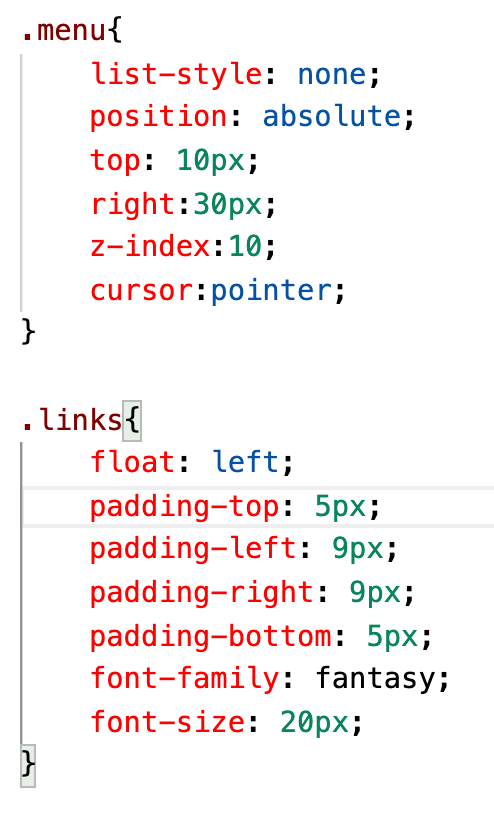 .menu{
    list-style: none;
    position: absolute;
    top: 10px;
    right:30px;
    z-index:10;
    cursor:pointer;
}

.links{
    float: left;
    padding-top: 5px;
    padding-left: 9px;
    padding-right: 9px;
    padding-bottom: 5px;
    font-family: fantasy;
    font-size: 20px;
}